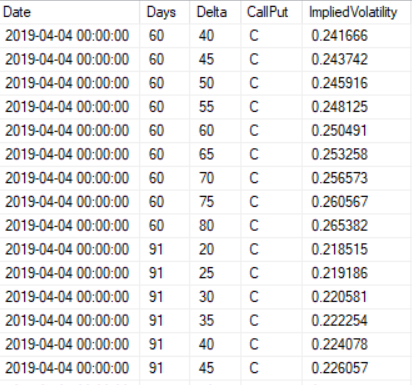 Date Days Delta CallPut ImpliedVolatility
2019-04-04 00:00:00 60 40 C 0.241666
2019-04-04 00:00:00 60 45 C 0.243742
2019-04-04 00:00:00 60 50 C 0.245916
2019-04-04 00:00:00 60 55 C 0.248125
2019-04-04 00:00:00 60 60 C 0.250491
2019-04-04 00:00:00 60 65 C 0.253258
2019-04-04 00:00:00 60 70 C 0.256573
2019-04-04 00:00:00 60 75 C 0.260567
2019-04-04 00:00:00 60 80 C 0.265382
2019-04-04 00:00:00 91 20 C 0.218515
2019-04-04 00:00:00 91 25 C 0.219186
2019-04-04 00:00:00 91 30 C 0.220581
2019-04-04 00:00:00 91 35 C 0.222254
2019-04-04 00:00:00 91 40 C 0.224078
2019-04-04 00:00:00 91 45 C 0.226057